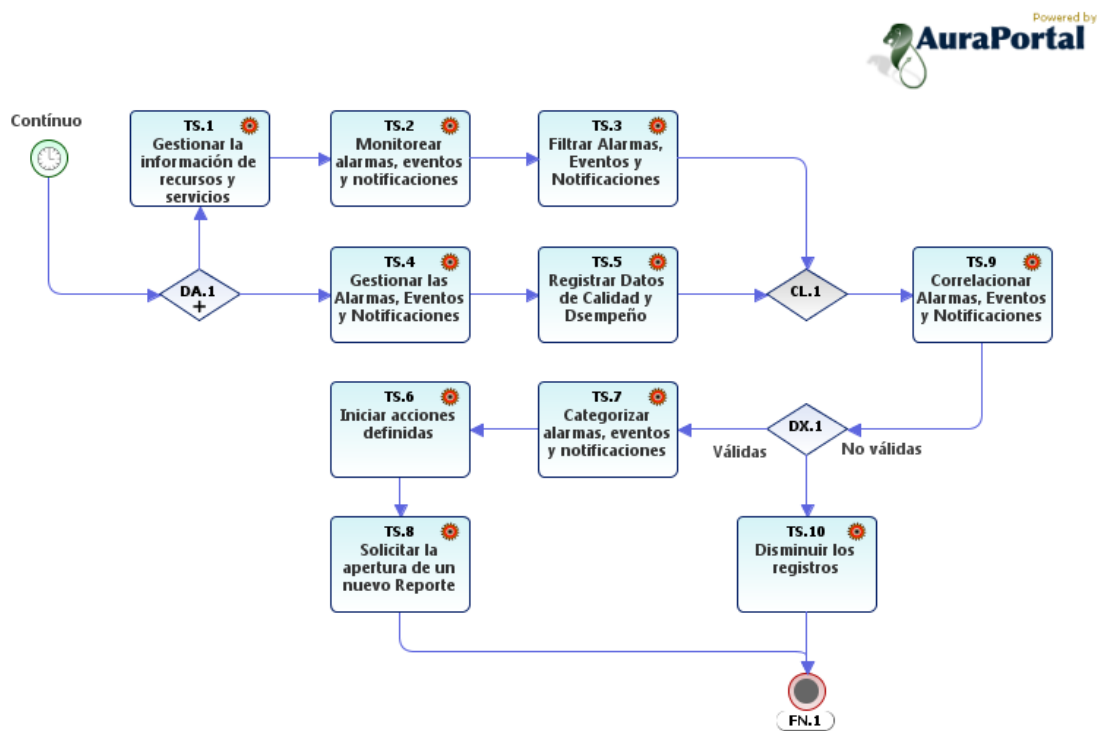 Powered by
AuraPortal
Contínuo
TS.1
Gestionar la
información de
recursos y
servicios
TS.2
Monitorear
alarmas, eventos
y notificaciones
TS.3
Filtrar Alarmas,
Eventos y
Notificaciones
DA.1
TS.4
Gestionar las
Alarmas, Eventos
y Notificaciones
TS.5
Registrar Datos
de Calidad y
Dsempeño
CL.1
TS.9
Correlacionar
Alarmas, Eventos
y Notificaciones
TS.6
Iniciar acciones
definidas
TS.7
Categorizar
alarmas, eventos
y notificaciones
DX.1
Válidas
No válidas
TS.8
Solicitar la
apertura de un
nuevo Reporte
TS.10
Disminuir los
registros
FN.1